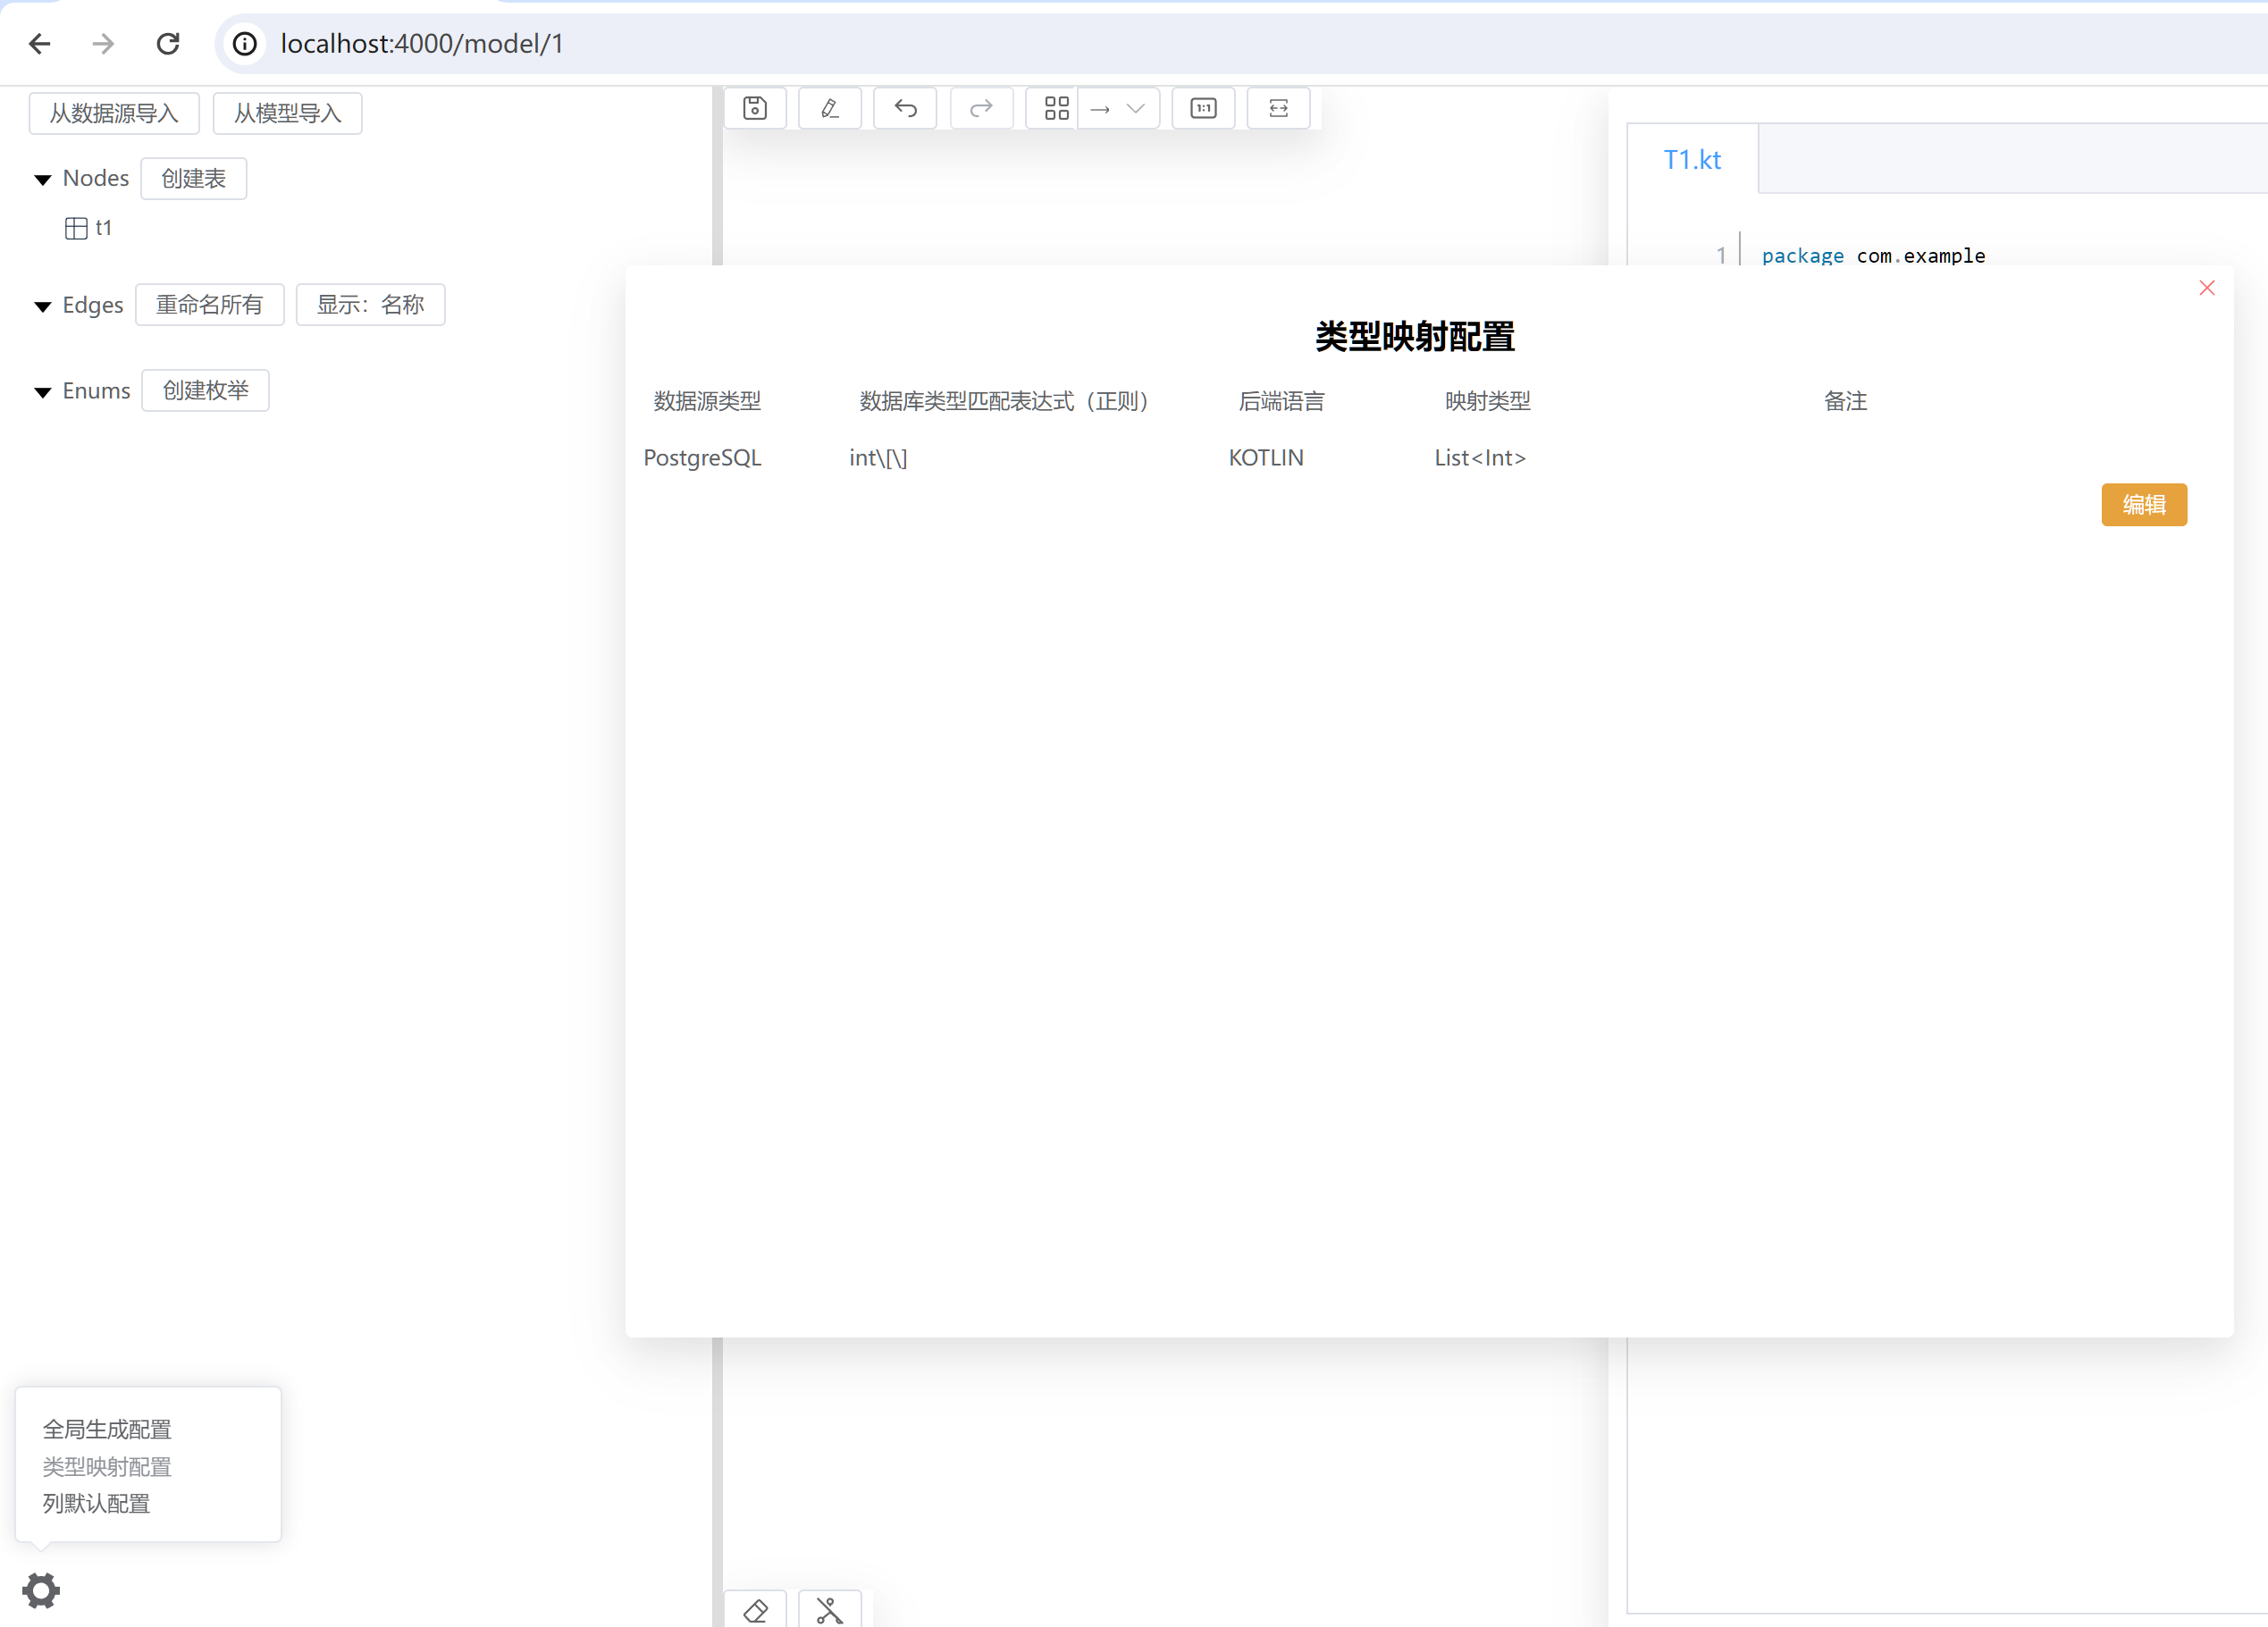 localhost:4000/model/1
从数据源导入 从模型导入
Nodes 创建表
t1
Edges 重命名所有 显示：名称
Enums 创建枚举
1:1
T1.kt
1 package com.example
类型映射配置
数据源类型 数据库类型匹配表达式（正则） 后端语言 映射类型 备注
PostgreSQL int\[\] KOTLIN List<Int>
编辑
全局生成配置
类型映射配置
列默认配置